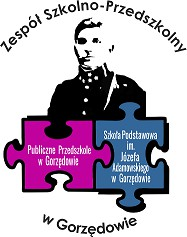 Zespół Szkolno-Przedszkolny
Publiczne Przedszkole
w Gorzędowie
Szkoła Podstawowa
im.
Józefa
Adamowskiego
w Gorzędowie
w Gorzędowie